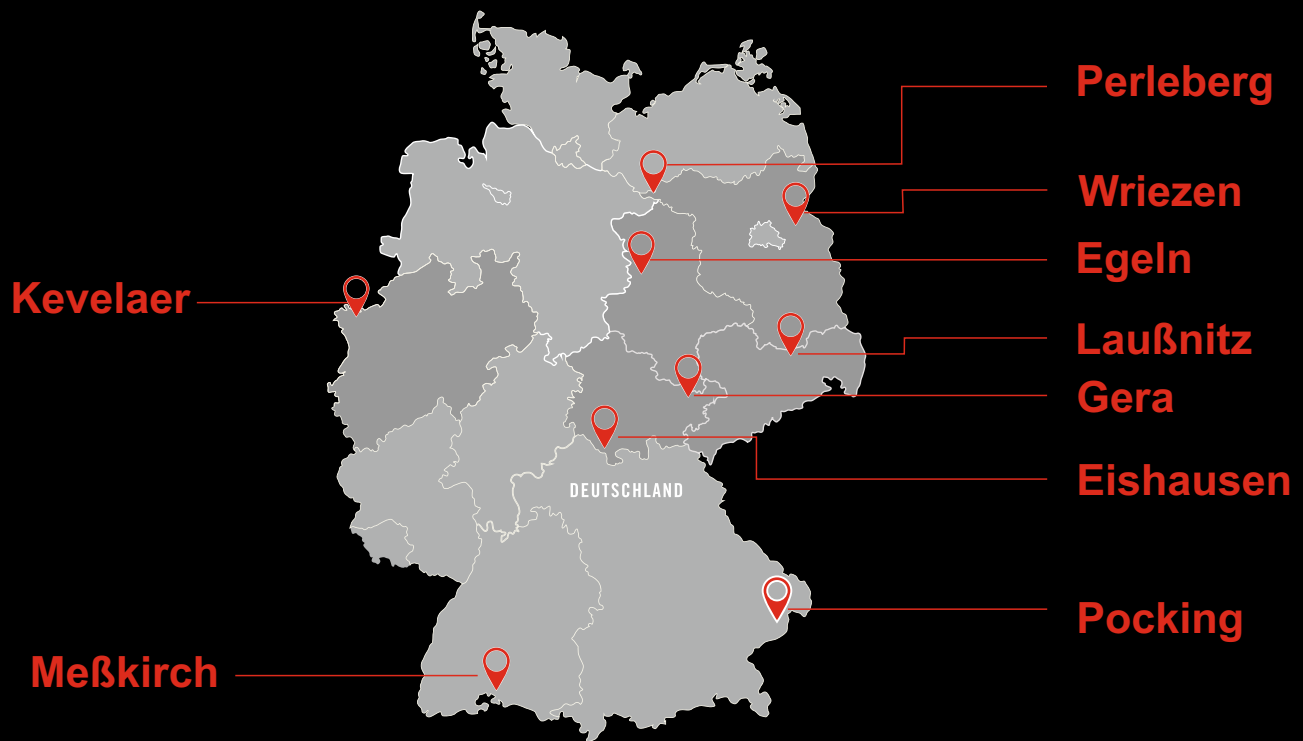 Perleberg
Wriezen
Egeln
Kevelaer
Laußnitz
Gera
Eishausen
DEUTSCHLAND
Pocking
Meßkirch